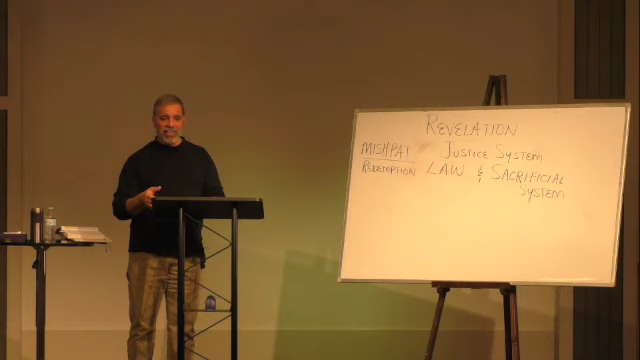 REVELATION
MISHPAT JUSTICE SYSTEM
REDEMPTION LAW & SACRIFICIAL
SYSTEM